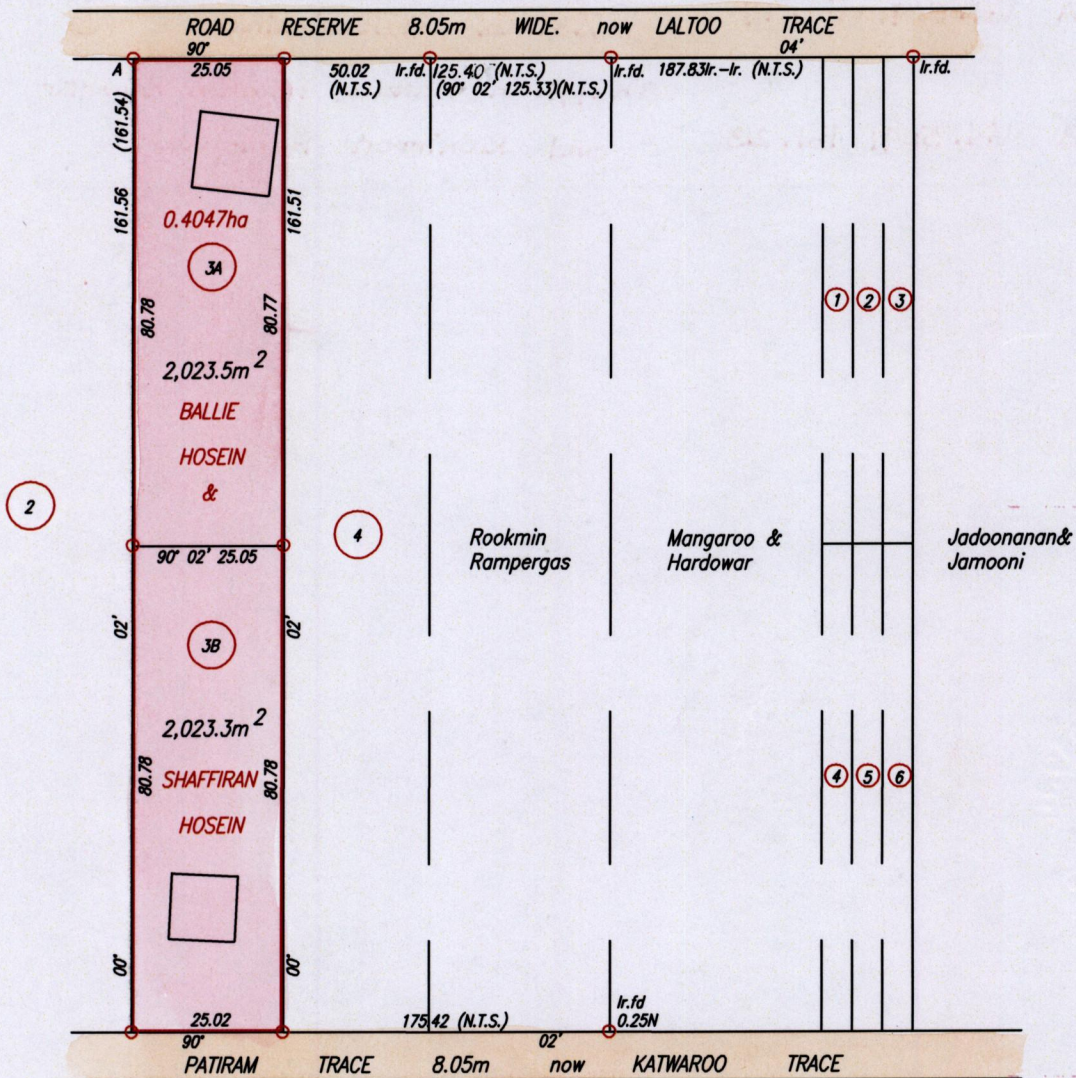 ROAD RESERVE 8.05m WIDE. now LALTOO TRACE
90° 04'
A 25.05 50.02 Ir.fd. 125.40 (N.T.S.) Ir.fd. 187.83Ir.-Ir. (N.T.S.) Ir.fd.
(N.T.S.) (90° 02' 125.33)(N.T.S.)
(161.54)
161.56
161.51
0.4047ha
3A
1 2 3
80.78
80.77
2,023.5m²
BALLIE
HOSEIN
&
2
4
Rookmin
Rampergas
Mangaroo &
Hardowar
Jadoonanan&
Jamooni
90° 02' 25.05
02'
02'
3B
2,023.3m²
80.78
80.78
SHAFFIRAN
HOSEIN
4 5 6
00°
00°
Ir.fd
0.25N
25.02 175.42 (N.T.S.)
90° 02'
PATIRAM TRACE 8.05m now KATWAROO TRACE